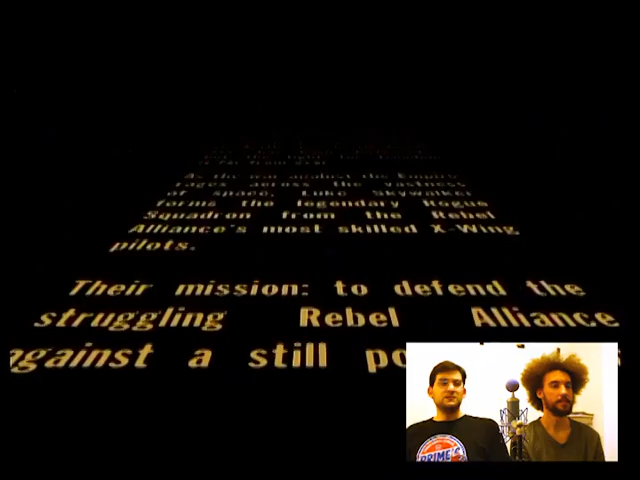 As the war against the Empire
rages across the vastness
of space, Luke Skywalker
forms the legendary Rogue
Squadron from the Rebel
Alliance's most skilled X-Wing
pilots.
Their mission: to defend the
struggling Rebel Alliance
against a still
PRIME